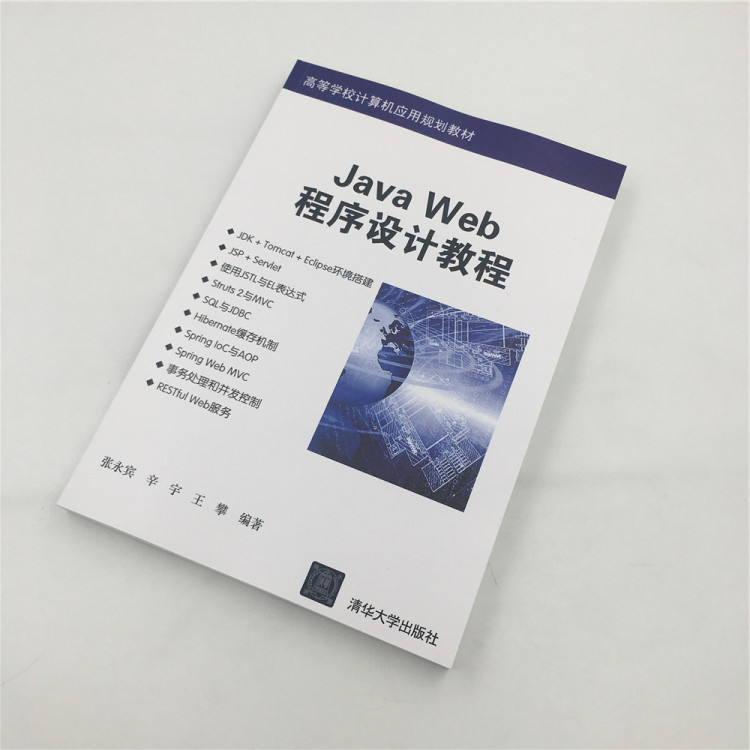 高等学校计算机应用规划教材
Java Web
程序设计教程
◆ JDK + Tomcat + Eclipse环境搭建
◆ JSP + Servlet
◆ 使用JSTL与EL表达式
◆ Struts 2与MVC
◆ SQL与JDBC
◆ Hibernate缓存机制
◆ Spring IoC与AOP
◆ Spring Web MVC
◆ 事务处理和并发控制
◆ RESTful Web服务
张永宾 辛宇 王攀 编著
清华大学出版社